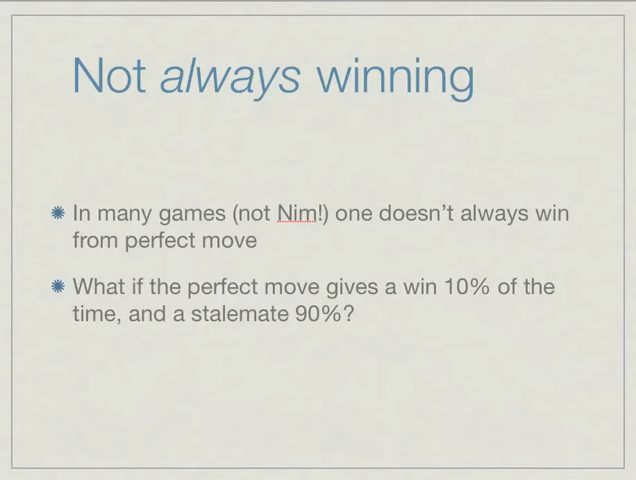 Not always winning
In many games (not Nim!) one doesn't always win
from perfect move
What if the perfect move gives a win 10% of the
time, and a stalemate 90%?